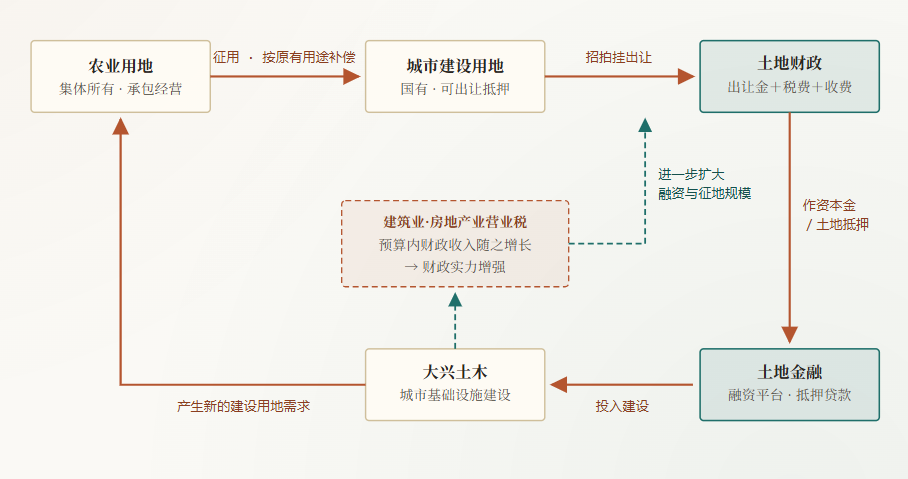 农业用地
集体所有 · 承包经营
征用 · 按原有用途补偿
城市建设用地
国有 · 可出让抵押
招拍挂出让
土地财政
出让金＋税费＋收费
进一步扩大
融资与征地规模
作资本金
/ 土地抵押
建筑业·房地产业营业税
预算内财政收入随之增长
→ 财政实力增强
大兴土木
城市基础设施建设
土地金融
融资平台 · 抵押贷款
产生新的建设用地需求
投入建设